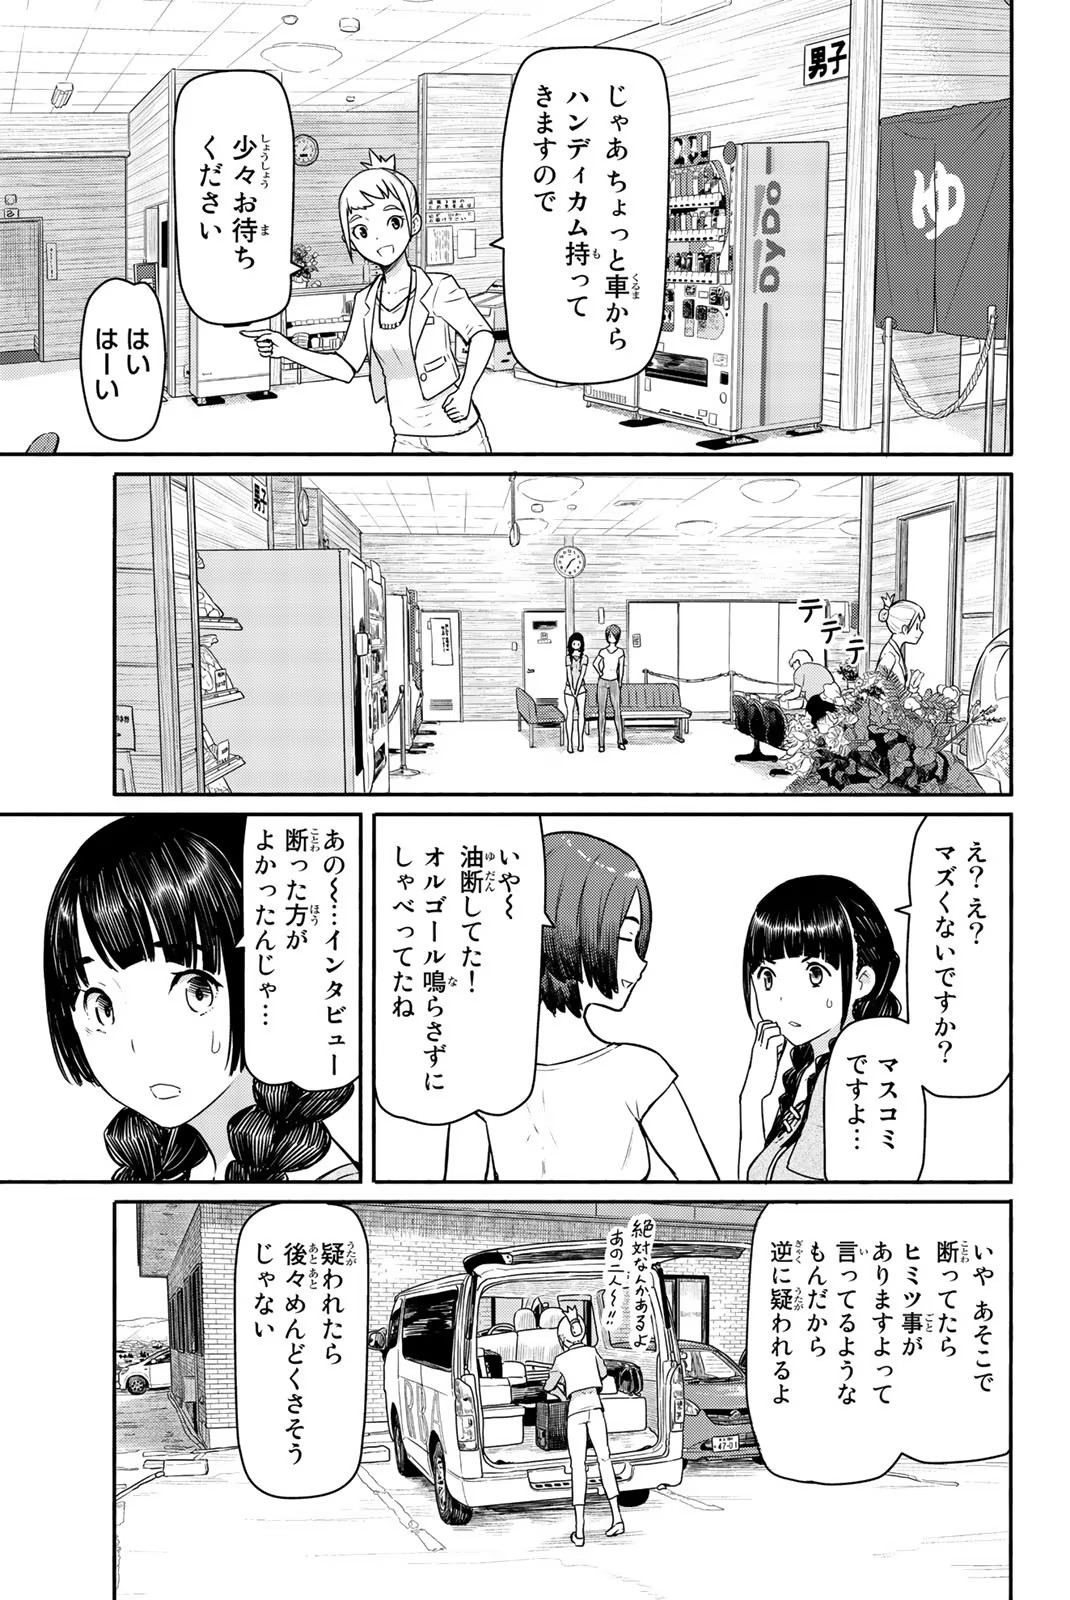 男子
ゆ
DyDo
じゃあちょっと車から
ハンディカム持って
きますので
少々お待ち
ください
はい
はーい
男子
テテテ
え?え?
マズくないですか?
マスコミ
ですよ…
いや〜
油断してた!
オルゴール鳴らさずに
しゃべってたね
あの〜…インタビュー
断った方が
よかったんじゃ…
いや あそこで
断ってたら
ヒミツ事が
ありますよって
言ってるような
もんだから
逆に疑われるよ
絶対なんかあるよ
あの二人〜!!
47-01
疑われたら
後々めんどくさそう
じゃない